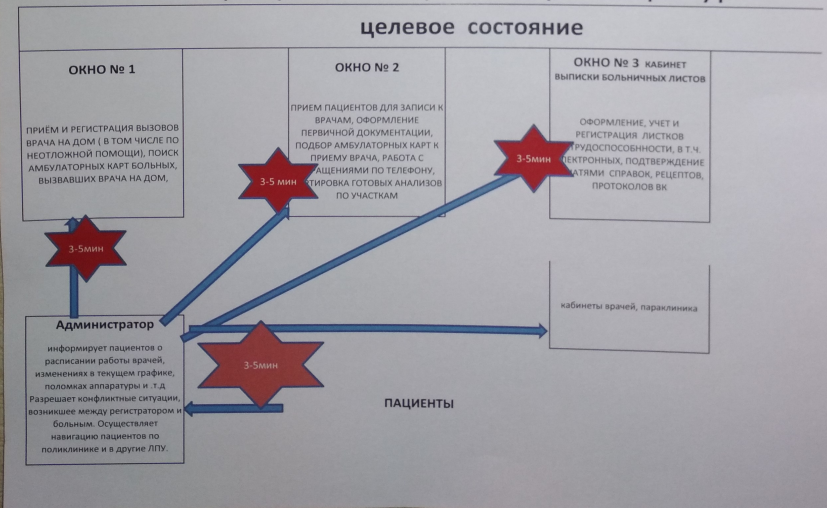 целевое состояние
ОКНО № 1
ПРИЁМ И РЕГИСТРАЦИЯ ВЫЗОВОВ
ВРАЧА НА ДОМ ( В ТОМ ЧИСЛЕ ПО
НЕОТЛОЖНОЙ ПОМОЩИ), ПОИСК
АМБУЛАТОРНЫХ КАРТ БОЛЬНЫХ,
ВЫЗВАВШИХ ВРАЧА НА ДОМ,
ОКНО № 2
ПРИЕМ ПАЦИЕНТОВ ДЛЯ ЗАПИСИ К
ВРАЧАМ, ОФОРМЛЕНИЕ
ПЕРВИЧНОЙ ДОКУМЕНТАЦИИ,
ПОДБОР АМБУЛАТОРНЫХ КАРТ К
ПРИЕМУ ВРАЧА, РАБОТА С
ПО ТЕЛЕФОНУ,
ГОТОВЫХ АНАЛИЗОВ
ПО УЧАСТКАМ
ОКНО № 3 КАБИНЕТ
ВЫПИСКИ БОЛЬНИЧНЫХ ЛИСТОВ
ОФОРМЛЕНИЕ, УЧЕТ И
РЕГИСТРАЦИЯ ЛИСТКОВ
В Т.Ч.
ПОДТВЕРЖДЕНИЕ
СПРАВОК, РЕЦЕПТОВ,
ПРОТОКОЛОВ ВК
3-5мин
3-5 мин
3-5мин
3-5мин
кабинеты врачей, параклиника
Администратор
информирует пациентов о
расписании работы врачей,
изменениях в текущем графике,
поломках аппаратуры и .т.д
Разрешает конфликтные ситуации,
возникшее между регистратором и
больным. Осуществляет
навигацию пациентов по
поликлинике и в другие ЛПУ.
ПАЦИЕНТЫ